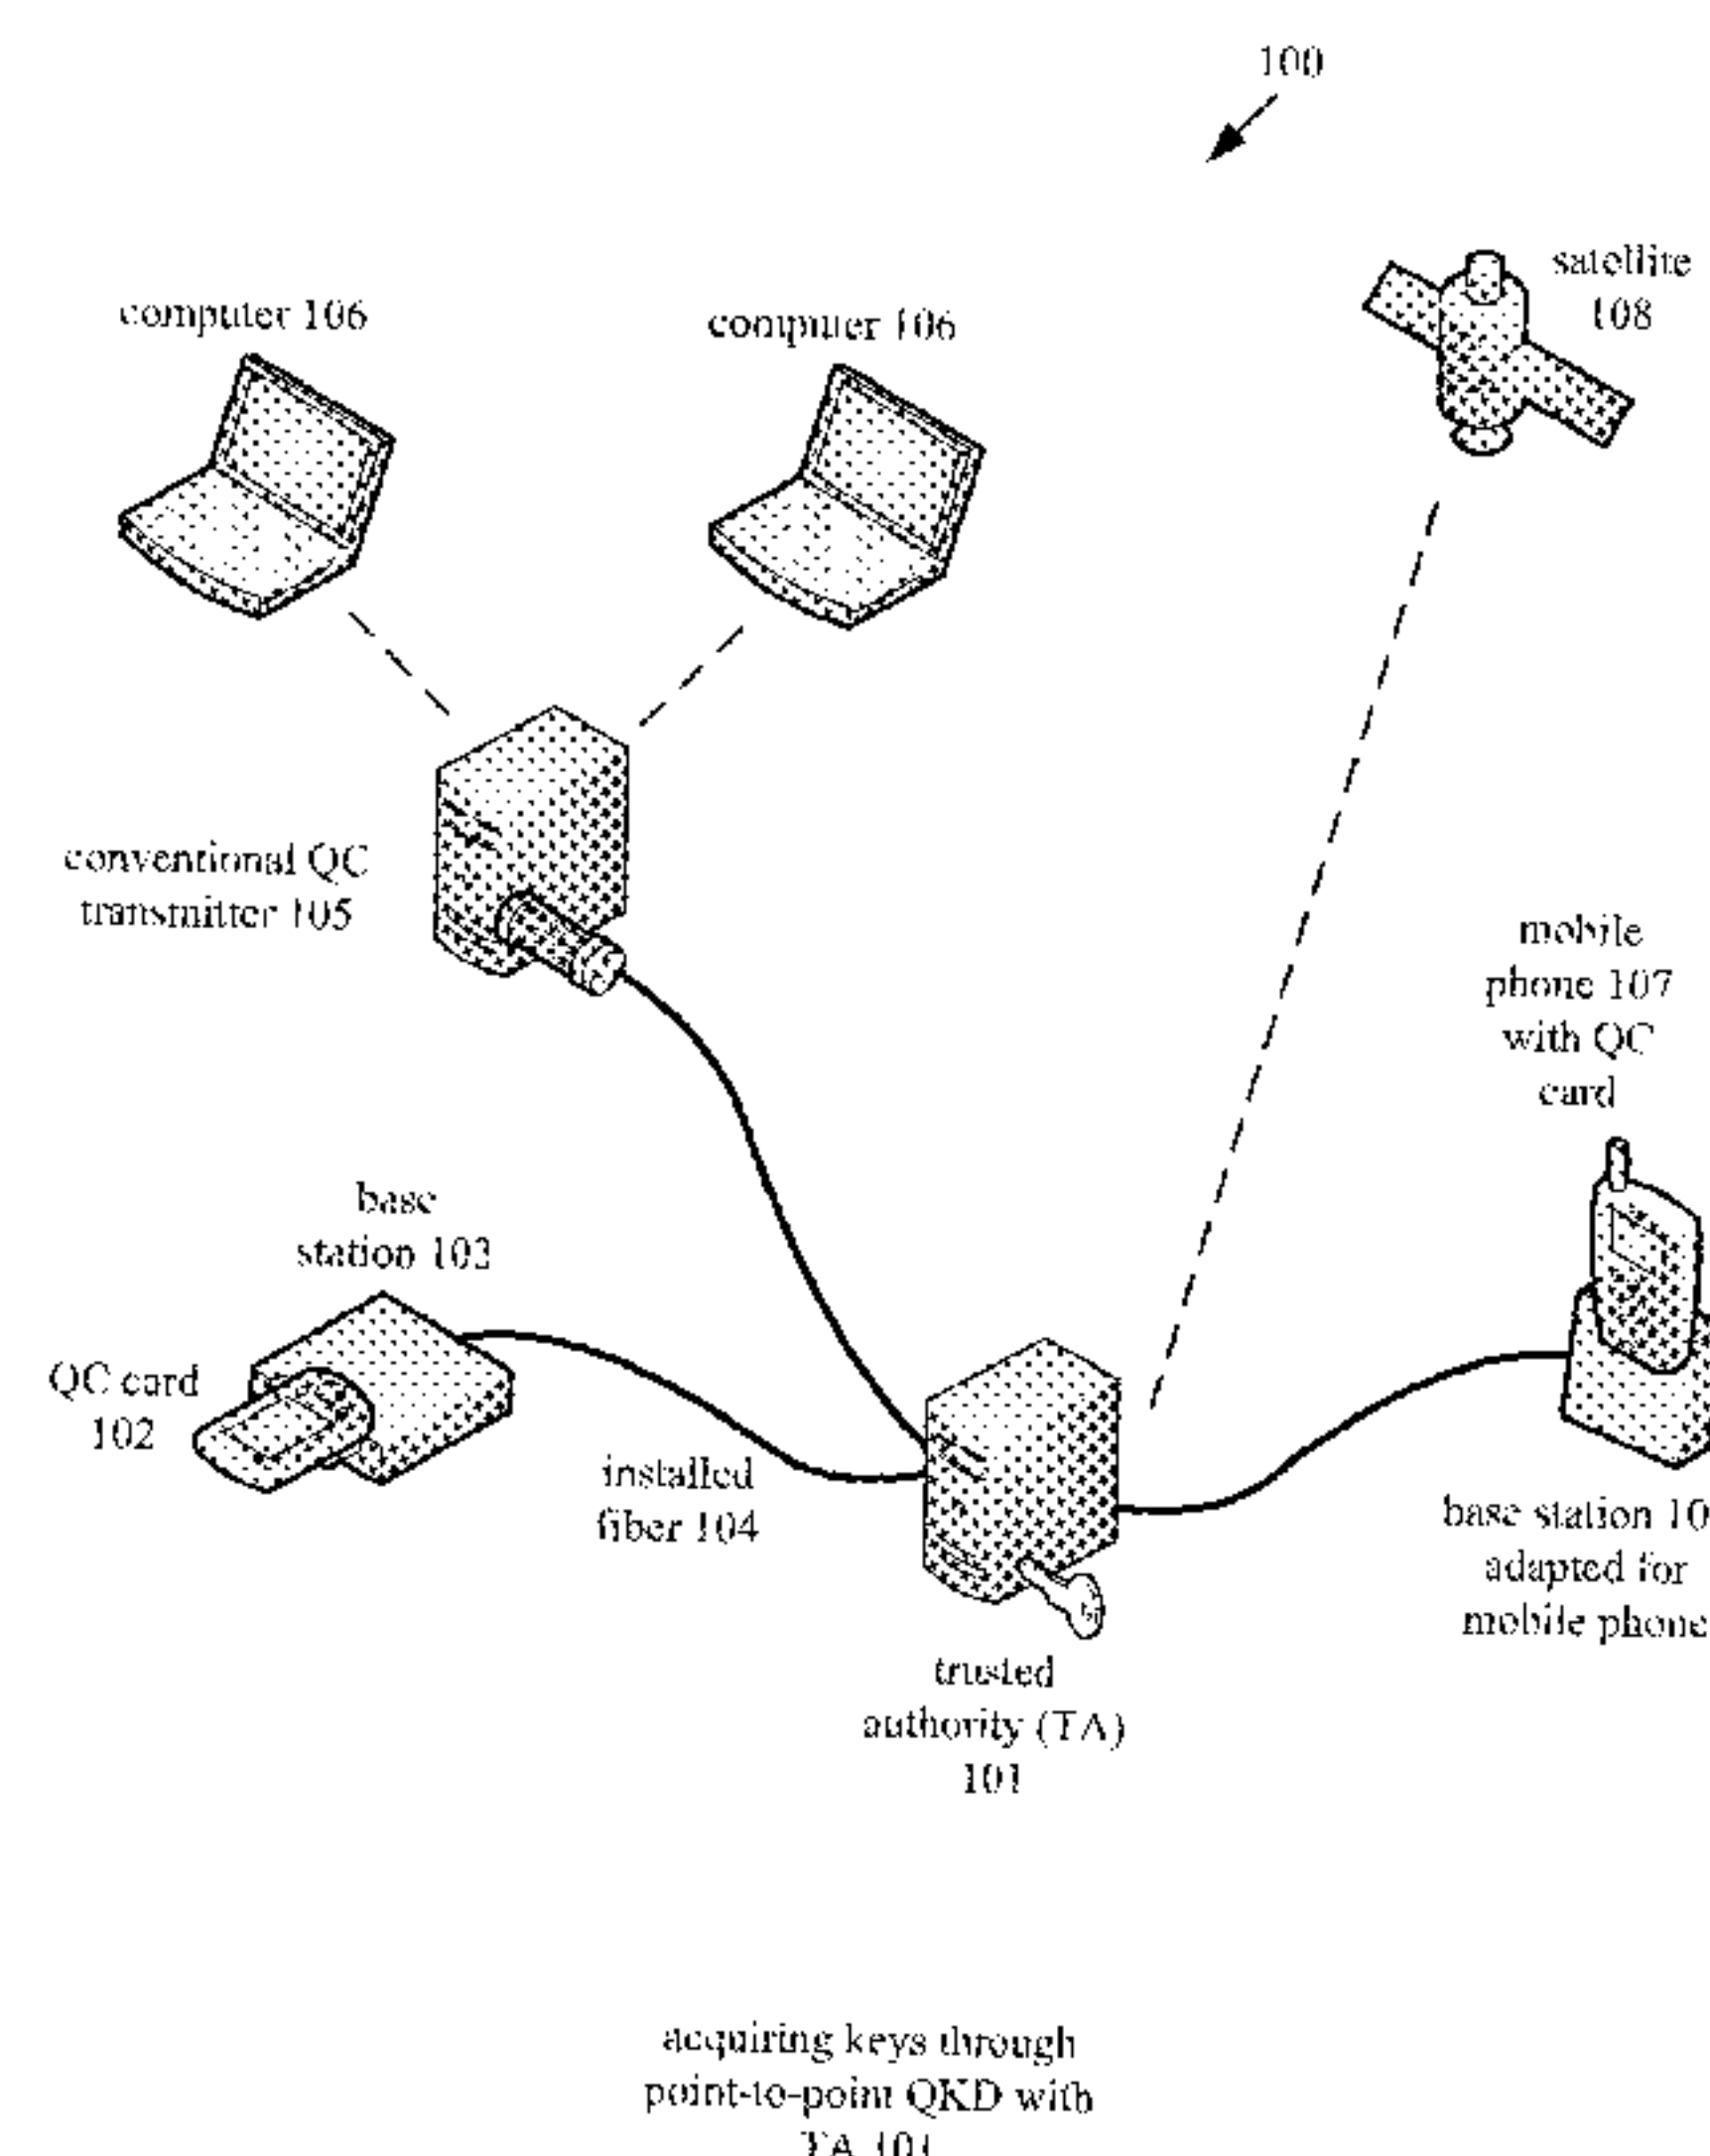 100
satellite
108
computer 106
computer 106
conventional QC
transmitter 105
mobile
phone 107
with QC
card
base
station 103
QC card
102
installed
fiber 104
base station 10
adapted for
mobile phone
trusted
authority (TA)
101
acquiring keys through
point-to-point QKD with
TA 101